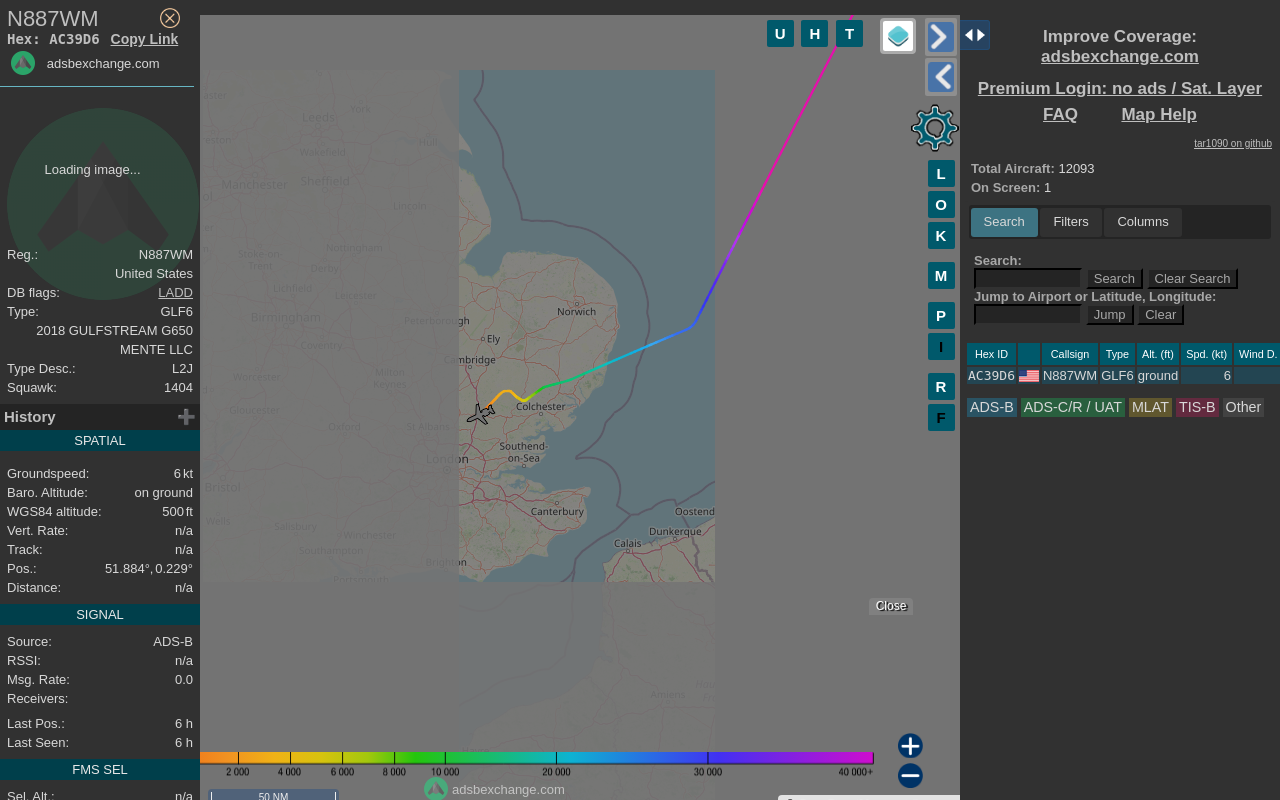 N887WM
Hex: AC39D6 Copy Link
adsbexchange.com
Loading image...
Reg.: N887WM
United States
DB flags: LADD
Type: GLF6
2018 GULFSTREAM G650
MENTE LLC
Type Desc.: L2J
Squawk: 1404
History
SPATIAL
Groundspeed: 6 kt
Baro. Altitude: on ground
WGS84 altitude: 500 ft
Vert. Rate: n/a
Track: n/a
Pos.: 51.884°, 0.229°
Distance: n/a
SIGNAL
Source: ADS-B
RSSI: n/a
Msg. Rate: 0.0
Receivers:
Last Pos.: 6 h
Last Seen: 6 h
FMS SEL
Sel. Alt.: n/a
U H T
L
O
K
M
P
I
R
F
York
Leeds
Hull
Wakefield
Manchester
Sheffield
Lincoln
Nottingham
Stoke-on-
Trent
Derby
Lichfield
Leicester
Birmingham
Peterborough
Coventry
Norwich
Ely
Cambridge
Worcester
Milton
Keynes
Gloucester
Colchester
Oxford
St Albans
Southend-
on-Sea
London
Bristol
Canterbury
Wells
Salisbury
Winchester
Southampton
Oostend
Dunkerque
Calais
Brighton
Portsmouth
Amiens
Close
2 000 4 000 6 000 8 000 10 000 20 000 30 000 40 000+
adsbexchange.com
50 NM
Improve Coverage:
adsbexchange.com
Premium Login: no ads / Sat. Layer
FAQ Map Help
tar1090 on github
Total Aircraft: 12093
On Screen: 1
Search Filters Columns
Search:
Search Clear Search
Jump to Airport or Latitude, Longitude:
Jump Clear
Hex ID Callsign Type Alt. (ft) Spd. (kt) Wind D.
AC39D6 N887WM GLF6 ground 6
ADS-B ADS-C/R / UAT MLAT TIS-B Other